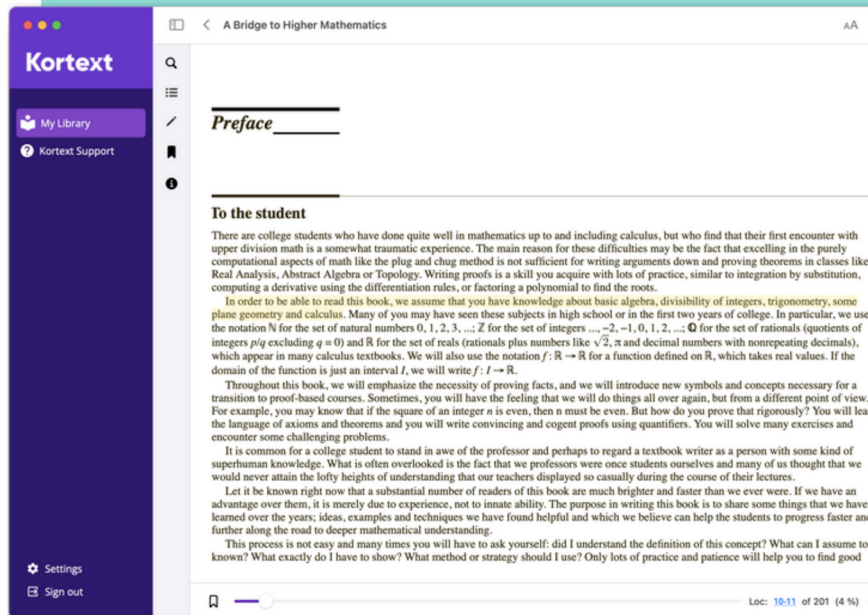 A Bridge to Higher Mathematics
AA
Kortext
My Library
Kortext Support
Settings
Sign out
Preface
To the student
There are college students who have done quite well in mathematics up to and including calculus, but who find that their first encounter with
upper division math is a somewhat traumatic experience. The main reason for these difficulties may be the fact that excelling in the purely
computational aspects of math like the plug and chug method is not sufficient for writing arguments down and proving theorems in classes like
Real Analysis, Abstract Algebra or Topology. Writing proofs is a skill you acquire with lots of practice, similar to integration by substitution,
computing a derivative using the differentiation rules, or factoring a polynomial to find the roots.
In order to be able to read this book, we assume that you have knowledge about basic algebra, divisibility of integers, trigonometry, some
plane geometry and calculus. Many of you may have seen these subjects in high school or in the first two years of college. In particular, we use
the notation ℕ for the set of natural numbers 0, 1, 2, 3, ...; ℤ for the set of integers ..., −2, −1, 0, 1, 2, ...; ℚ for the set of rationals (quotients of
integers p/q excluding q = 0) and ℝ for the set of reals (rationals plus numbers like √2, π and decimal numbers with nonrepeating decimals),
which appear in many calculus textbooks. We will also use the notation f : ℝ → ℝ for a function defined on ℝ, which takes real values. If the
domain of the function is just an interval I, we will write f : I → ℝ.
Throughout this book, we will emphasize the necessity of proving facts, and we will introduce new symbols and concepts necessary for a
transition to proof-based courses. Sometimes, you will have the feeling that we will do things all over again, but from a different point of view.
For example, you may know that if the square of an integer n is even, then n must be even. But how do you prove that rigorously? You will lea
the language of axioms and theorems and you will write convincing and cogent proofs using quantifiers. You will solve many exercises and
encounter some challenging problems.
It is common for a college student to stand in awe of the professor and perhaps to regard a textbook writer as a person with some kind of
superhuman knowledge. What is often overlooked is the fact that we professors were once students ourselves and many of us thought that we
would never attain the lofty heights of understanding that our teachers displayed so casually during the course of their lectures.
Let it be known right now that a substantial number of readers of this book are much brighter and faster than we ever were. If we have an
advantage over them, it is merely due to experience, not to innate ability. The purpose in writing this book is to share some things that we have
learned over the years; ideas, examples and techniques we have found helpful and which we believe can help the students to progress faster and
further along the road to deeper mathematical understanding.
This process is not easy and many times you will have to ask yourself: did I understand the definition of this concept? What can I assume to
known? What exactly do I have to show? What method or strategy should I use? Only lots of practice and patience will help you to find good
Loc: 10-11 of 201 (4 %)